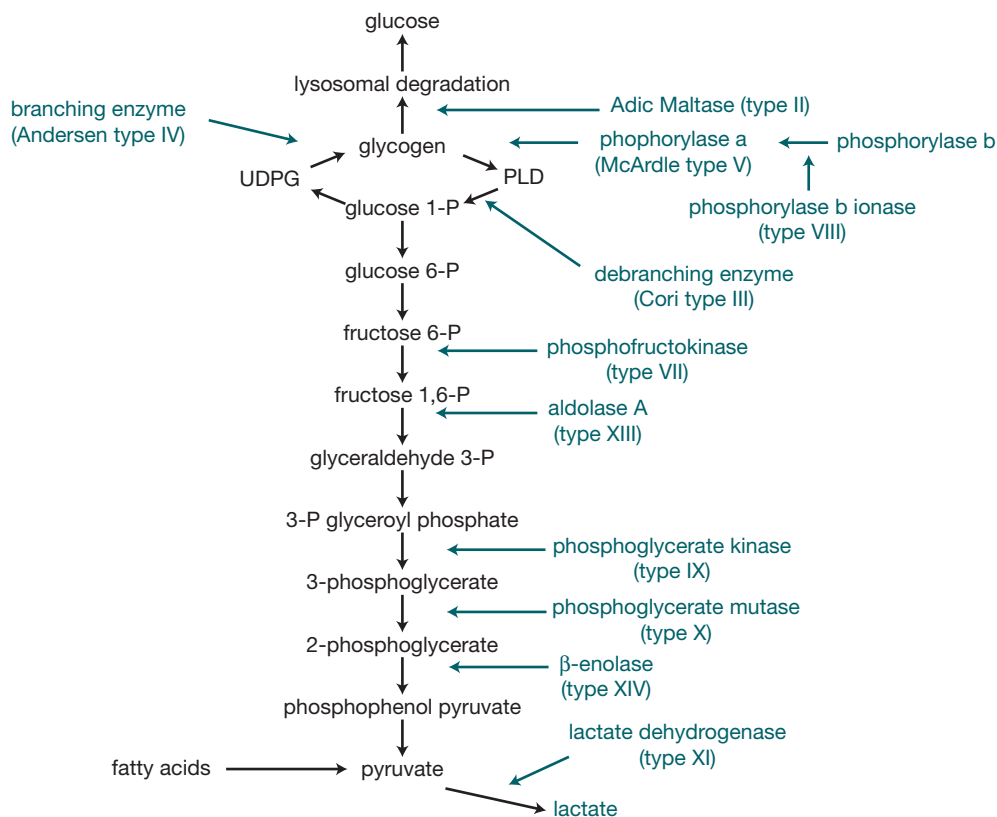 glucose
lysosomal degradation
branching enzyme
(Andersen type IV)
Adic Maltase (type II)
glycogen
phophorylase a
(McArdle type V)
phosphorylase b
UDPG
PLD
glucose 1-P
phosphorylase b ionase
(type VIII)
glucose 6-P
debranching enzyme
(Cori type III)
fructose 6-P
phosphofructokinase
(type VII)
fructose 1,6-P
aldolase A
(type XIII)
glyceraldehyde 3-P
3-P glyceroyl phosphate
phosphoglycerate kinase
(type IX)
3-phosphoglycerate
phosphoglycerate mutase
(type X)
2-phosphoglycerate
β-enolase
(type XIV)
phosphophenol pyruvate
lactate dehydrogenase
(type XI)
fatty acids
pyruvate
lactate